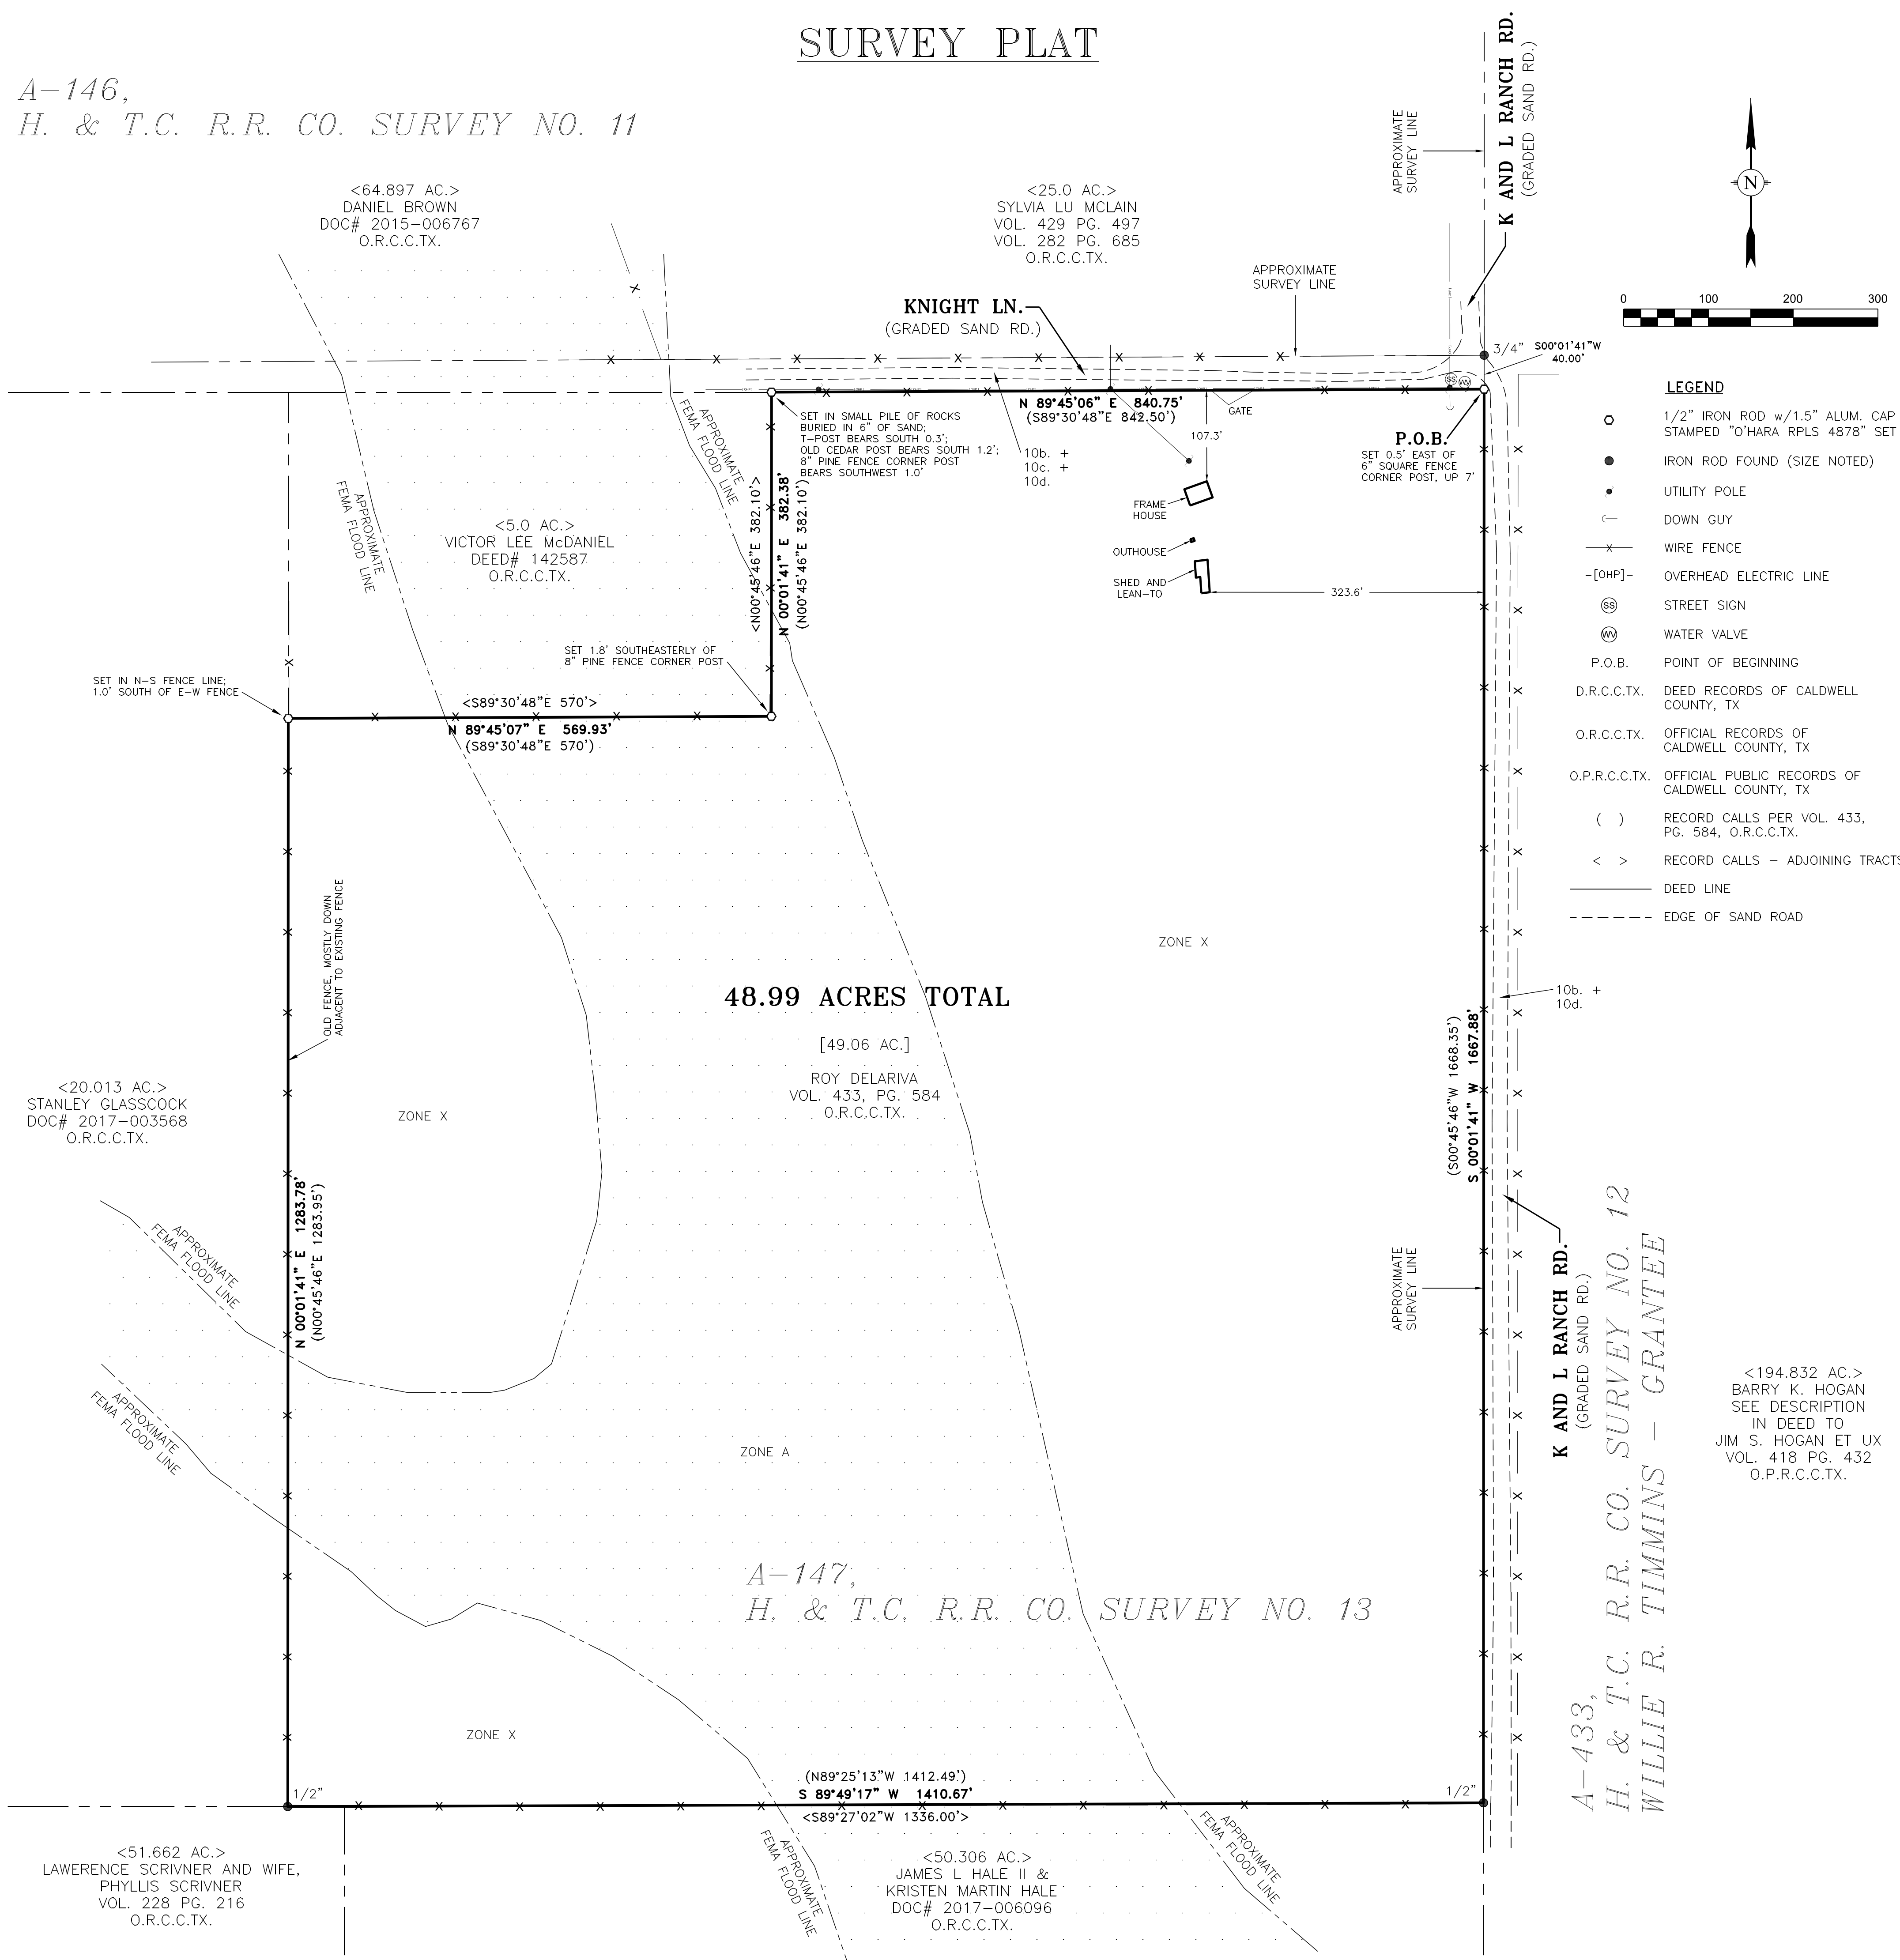 SURVEY PLAT
A-146,
H. & T.C. R.R. CO. SURVEY NO. 11
<64.897 AC.>
DANIEL BROWN
DOC# 2015-006767
O.R.C.C.TX.
<25.0 AC.>
SYLVIA LU MCLAIN
VOL. 429 PG. 497
VOL. 282 PG. 685
O.R.C.C.TX.
APPROXIMATE
SURVEY LINE
K AND L RANCH RD.
(GRADED SAND RD.)
N
0 100 200 300
APPROXIMATE
SURVEY LINE
KNIGHT LN.
(GRADED SAND RD.)
3/4"
S00°01'41"W
40.00'
SS
WV
N 89°45'06" E 840.75'
(S89°30'48"E 842.50')
GATE
107.3'
P.O.B.
SET 0.5' EAST OF
6" SQUARE FENCE
CORNER POST, UP 7'
SET IN SMALL PILE OF ROCKS
BURIED IN 6" OF SAND;
T-POST BEARS SOUTH 0.3';
OLD CEDAR POST BEARS SOUTH 1.2';
8" PINE FENCE CORNER POST
BEARS SOUTHWEST 1.0'
10b. +
10c. +
10d.
FRAME
HOUSE
OUTHOUSE
SHED AND
LEAN-TO
323.6'
APPROXIMATE
FEMA FLOOD LINE
APPROXIMATE
FEMA FLOOD LINE
<5.0 AC.>
VICTOR LEE McDANIEL
DEED# 142587
O.R.C.C.TX.
<N00°45'46"E 382.10'>
N 00°01'41" E 382.38'
(N00°45'46"E 382.10')
SET 1.8' SOUTHEASTERLY OF
8" PINE FENCE CORNER POST
SET IN N-S FENCE LINE;
1.0' SOUTH OF E-W FENCE
<S89°30'48"E 570'>
N 89°45'07" E 569.93'
(S89°30'48"E 570')
LEGEND
1/2" IRON ROD w/1.5" ALUM. CAP
STAMPED "O'HARA RPLS 4878" SET
IRON ROD FOUND (SIZE NOTED)
UTILITY POLE
DOWN GUY
WIRE FENCE
-[OHP]- OVERHEAD ELECTRIC LINE
SS STREET SIGN
WV WATER VALVE
P.O.B. POINT OF BEGINNING
D.R.C.C.TX. DEED RECORDS OF CALDWELL
COUNTY, TX
O.R.C.C.TX. OFFICIAL RECORDS OF
CALDWELL COUNTY, TX
O.P.R.C.C.TX. OFFICIAL PUBLIC RECORDS OF
CALDWELL COUNTY, TX
( ) RECORD CALLS PER VOL. 433,
PG. 584, O.R.C.C.TX.
< > RECORD CALLS - ADJOINING TRACTS
DEED LINE
EDGE OF SAND ROAD
OLD FENCE, MOSTLY DOWN
ADJACENT TO EXISTING FENCE
ZONE X
48.99 ACRES TOTAL
[49.06 AC.]
ROY DELARIVA
VOL. 433, PG. 584
O.R.C.C.TX.
10b. +
10d.
(S00°45'46"W 1668.35')
S 00°01'41" W 1667.88'
<20.013 AC.>
STANLEY GLASSCOCK
DOC# 2017-003568
O.R.C.C.TX.
ZONE X
N 00°01'41" E 1283.78'
(N00°45'46"E 1283.95')
APPROXIMATE
FEMA FLOOD LINE
APPROXIMATE
FEMA FLOOD LINE
APPROXIMATE
SURVEY LINE
K AND L RANCH RD.
(GRADED SAND RD.)
A-433,
H. & T.C. R.R. CO. SURVEY NO. 12
WILLIE R. TIMMINS - GRANTEE
<194.832 AC.>
BARRY K. HOGAN
SEE DESCRIPTION
IN DEED TO
JIM S. HOGAN ET UX
VOL. 418 PG. 432
O.P.R.C.C.TX.
ZONE A
A-147,
H. & T.C. R.R. CO. SURVEY NO. 13
ZONE X
1/2"
(N89°25'13"W 1412.49')
S 89°49'17" W 1410.67'
<S89°27'02"W 1336.00'>
1/2"
<51.662 AC.>
LAWERENCE SCRIVNER AND WIFE,
PHYLLIS SCRIVNER
VOL. 228 PG. 216
O.R.C.C.TX.
APPROXIMATE
FEMA FLOOD LINE
<50.306 AC.>
JAMES L HALE II &
KRISTEN MARTIN HALE
DOC# 2017-006096
O.R.C.C.TX.
APPROXIMATE
FEMA FLOOD LINE